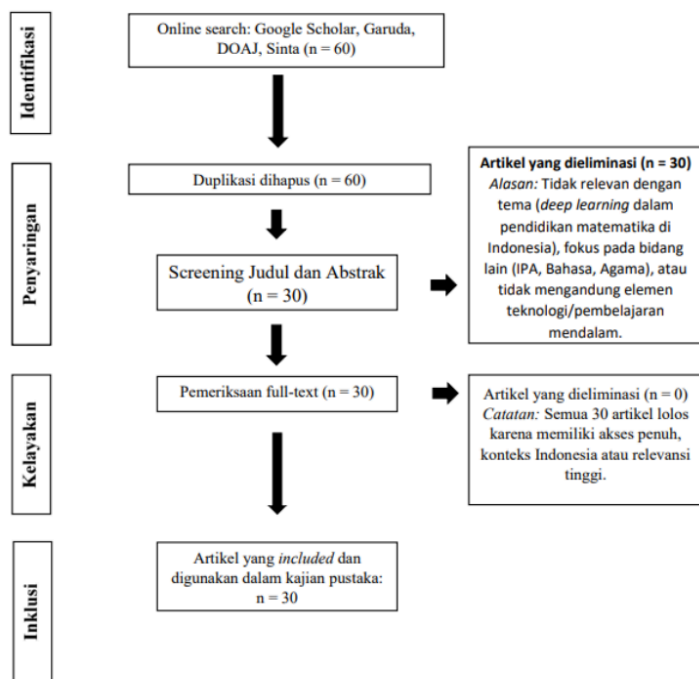 Identifikasi
Online search: Google Scholar, Garuda,
DOAJ, Sinta (n = 60)
Penyaringan
Duplikasi dihapus (n = 60)
Screening Judul dan Abstrak
(n = 30)
Artikel yang dieliminasi (n = 30)
Alasan: Tidak relevan dengan
tema (deep learning dalam
pendidikan matematika di
Indonesia), fokus pada bidang
lain (IPA, Bahasa, Agama), atau
tidak mengandung elemen
teknologi/pembelajaran
mendalam.
Kelayakan
Pemeriksaan full-text (n = 30)
Artikel yang dieliminasi (n = 0)
Catatan: Semua 30 artikel lolos
karena memiliki akses penuh,
konteks Indonesia atau relevansi
tinggi.
Inklusi
Artikel yang included dan
digunakan dalam kajian pustaka:
n = 30